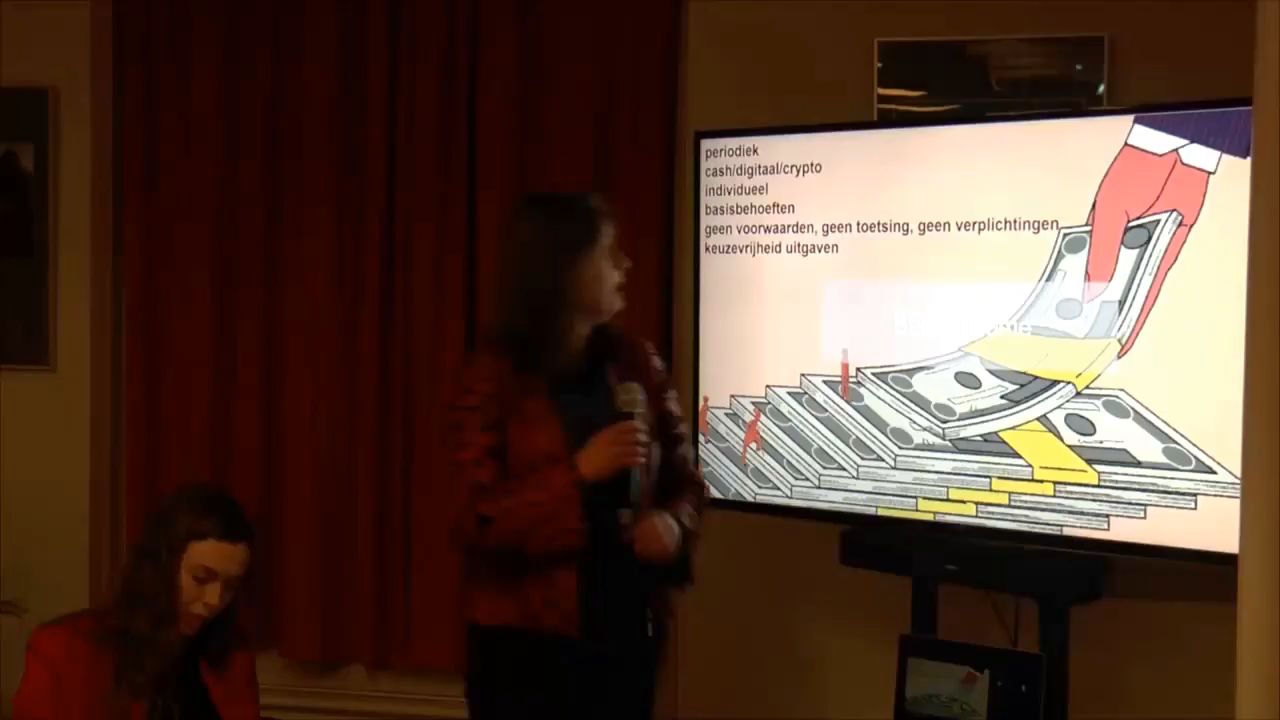 periodiek
cash/digitaal/crypto
individueel
basisbehoeften
geen voorwaarden, geen toetsing, geen verplichtingen
keuzevrijheid uitgaven